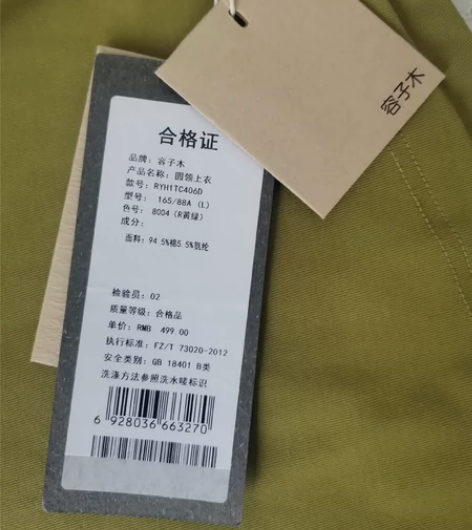 容子木
合格证
品牌：容子木
产品名称：圆领上衣
款号：RYH1TC406D
型号：165/88A（L）
色号：8004（R黄绿）
成分：
面料：94.5%棉5.5%氨纶
检验员：02
质量等级：合格品
单价：RMB 499.00
执行标准：FZ/T 73020-2012
安全类别：GB 18401 B类
洗涤方法参照洗水唛标识
6 928036 663270